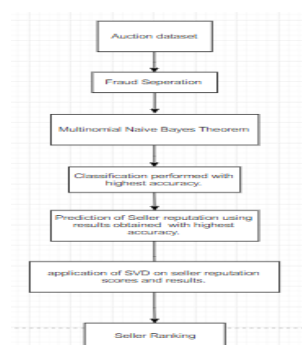 Auction dataset
Fraud Seperation
Multinomial Naive Bayes Theorem
Classification performed with
highest accuracy.
Prediction of Seller reputation using
results obtained with highest
accuracy.
application of SVD on seller reputation
scores and results.
Seller Ranking